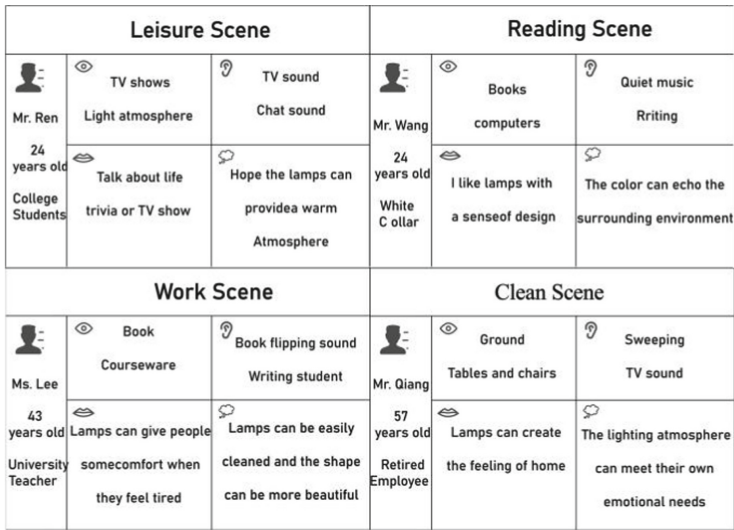 Leisure Scene
Mr. Ren
24
years old
College
Students
TV shows
Light atmosphere
TV sound
Chat sound
Talk about life
trivia or TV show
Hope the lamps can
providea warm
Atmosphere
Reading Scene
Mr. Wang
24
years old
White
C ollar
Books
computers
Quiet music
Rriting
I like lamps with
a senseof design
The color can echo the
surrounding environment
Work Scene
Ms. Lee
43
years old
University
Teacher
Book
Courseware
Book flipping sound
Writing student
Lamps can give people
somecomfort when
they feel tired
Lamps can be easily
cleaned and the shape
can be more beautiful
Clean Scene
Mr. Qiang
57
years old
Retired
Employee
Ground
Tables and chairs
Sweeping
TV sound
Lamps can create
the feeling of home
The lighting atmosphere
can meet their own
emotional needs